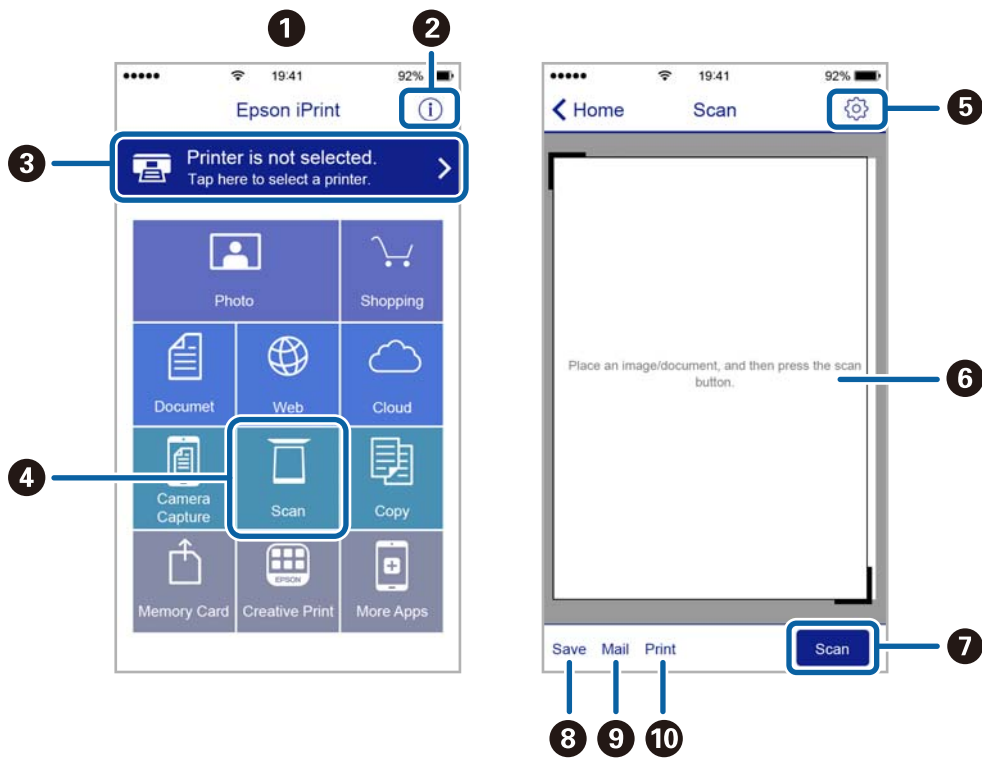 1
2
19:41
92%
Epson iPrint
i
3
Printer is not selected.
Tap here to select a printer.
Photo
Shopping
Documet
Web
Cloud
4
Camera
Capture
Scan
Copy
EPSON
Memory Card
Creative Print
More Apps
19:41
92%
Home
Scan
5
Place an image/document, and then press the scan
button.
6
Save
Mail
Print
Scan
7
8
9
10